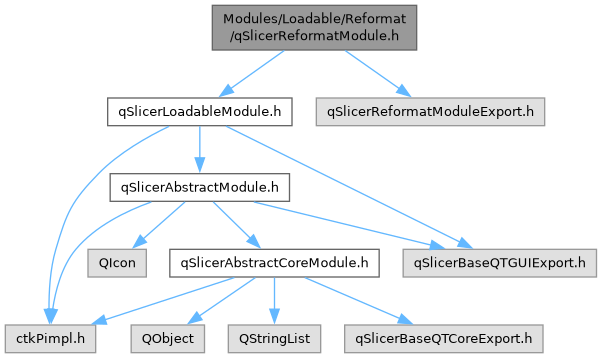 Modules/Loadable/Reformat
/qSlicerReformatModule.h
qSlicerLoadableModule.h
qSlicerReformatModuleExport.h
qSlicerAbstractModule.h
QIcon
qSlicerAbstractCoreModule.h
qSlicerBaseQTGUIExport.h
ctkPimpl.h
QObject
QStringList
qSlicerBaseQTCoreExport.h